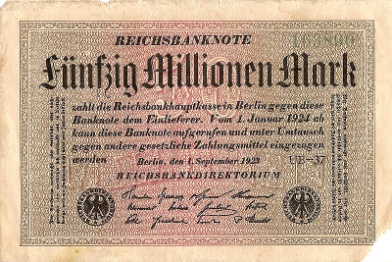 REICHSBANKNOTE
Fünfzig Millionen Mark
zahlt die Reichsbankhauptkasse in Berlin gegen diese
Banknote dem Einlieferer. Vom 1. Januar 1924 ab
kann diese Banknote aufgerufen und unter Umtausch
gegen andere gesetzliche Zahlungsmittel eingezogen
werden
Berlin, den 1. September 1923
UE-37
REICHSBANKDIREKTORIUM